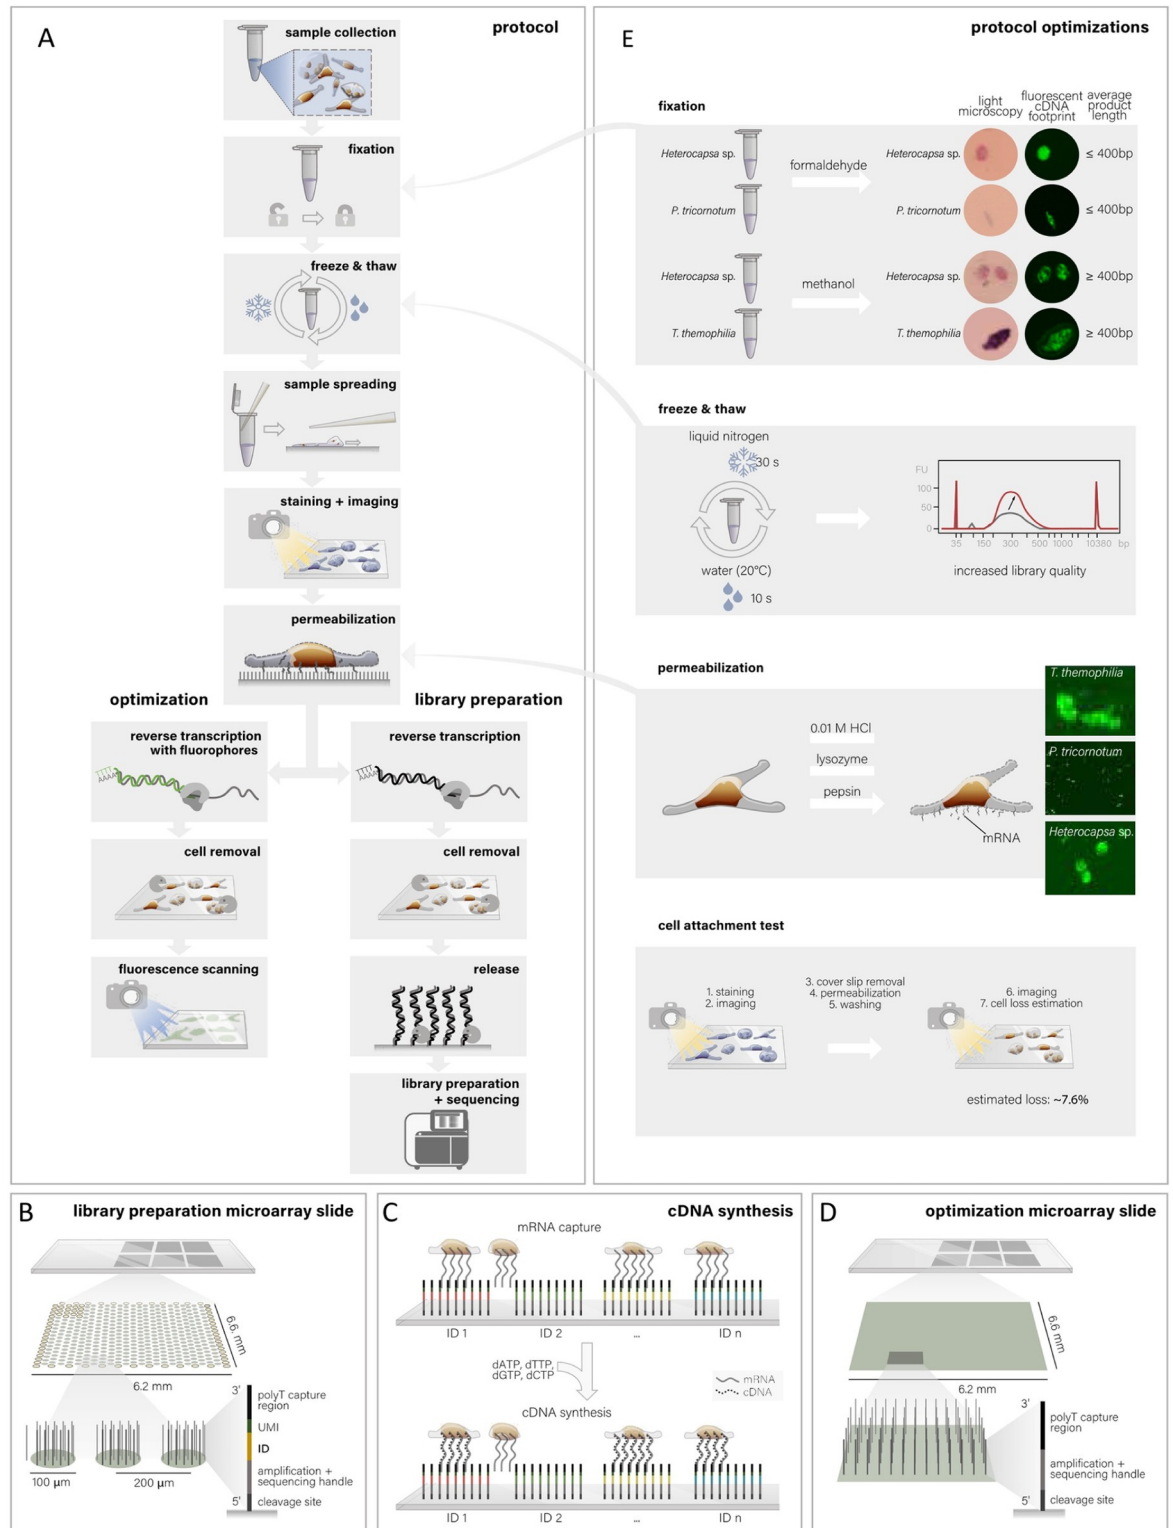 A
protocol
sample collection
fixation
freeze & thaw
sample spreading
staining + imaging
permeabilization
optimization
library preparation
reverse transcription
with fluorophores
reverse transcription
TTTT
AAAA
TTTT
AAAA
cell removal
cell removal
fluorescence scanning
release
library preparation
+ sequencing
E
protocol optimizations
fixation
light
microscopy
fluorescent
cDNA
footprint
average
product
length
Heterocapsa sp.
formaldehyde
Heterocapsa sp.
≤ 400bp
P. tricornotum
P. tricornotum
≤ 400bp
Heterocapsa sp.
methanol
Heterocapsa sp.
≥ 400bp
T. themophilia
T. themophilia
≥ 400bp
freeze & thaw
liquid nitrogen
30 s
water (20°C)
10 s
FU
100
50
0
35 150 300 500 1000 10380 bp
increased library quality
permeabilization
0.01 M HCl
lysozyme
pepsin
mRNA
T. themophilia
P. tricornotum
Heterocapsa sp.
cell attachment test
1. staining
2. imaging
3. cover slip removal
4. permeabilization
5. washing
6. imaging
7. cell loss estimation
estimated loss: ~7.6%
B
library preparation microarray slide
6.6. mm
6.2 mm
3'
polyT capture
region
UMI
ID
amplification +
sequencing handle
5'
cleavage site
100 µm
200 µm
C
cDNA synthesis
mRNA capture
ID 1 ID 2 ... ID n
dATP, dTTP,
dGTP, dCTP
mRNA
cDNA
cDNA synthesis
ID 1 ID 2 ... ID n
D
optimization microarray slide
6.6. mm
6.2 mm
3'
polyT capture
region
amplification +
sequencing handle
5'
cleavage site